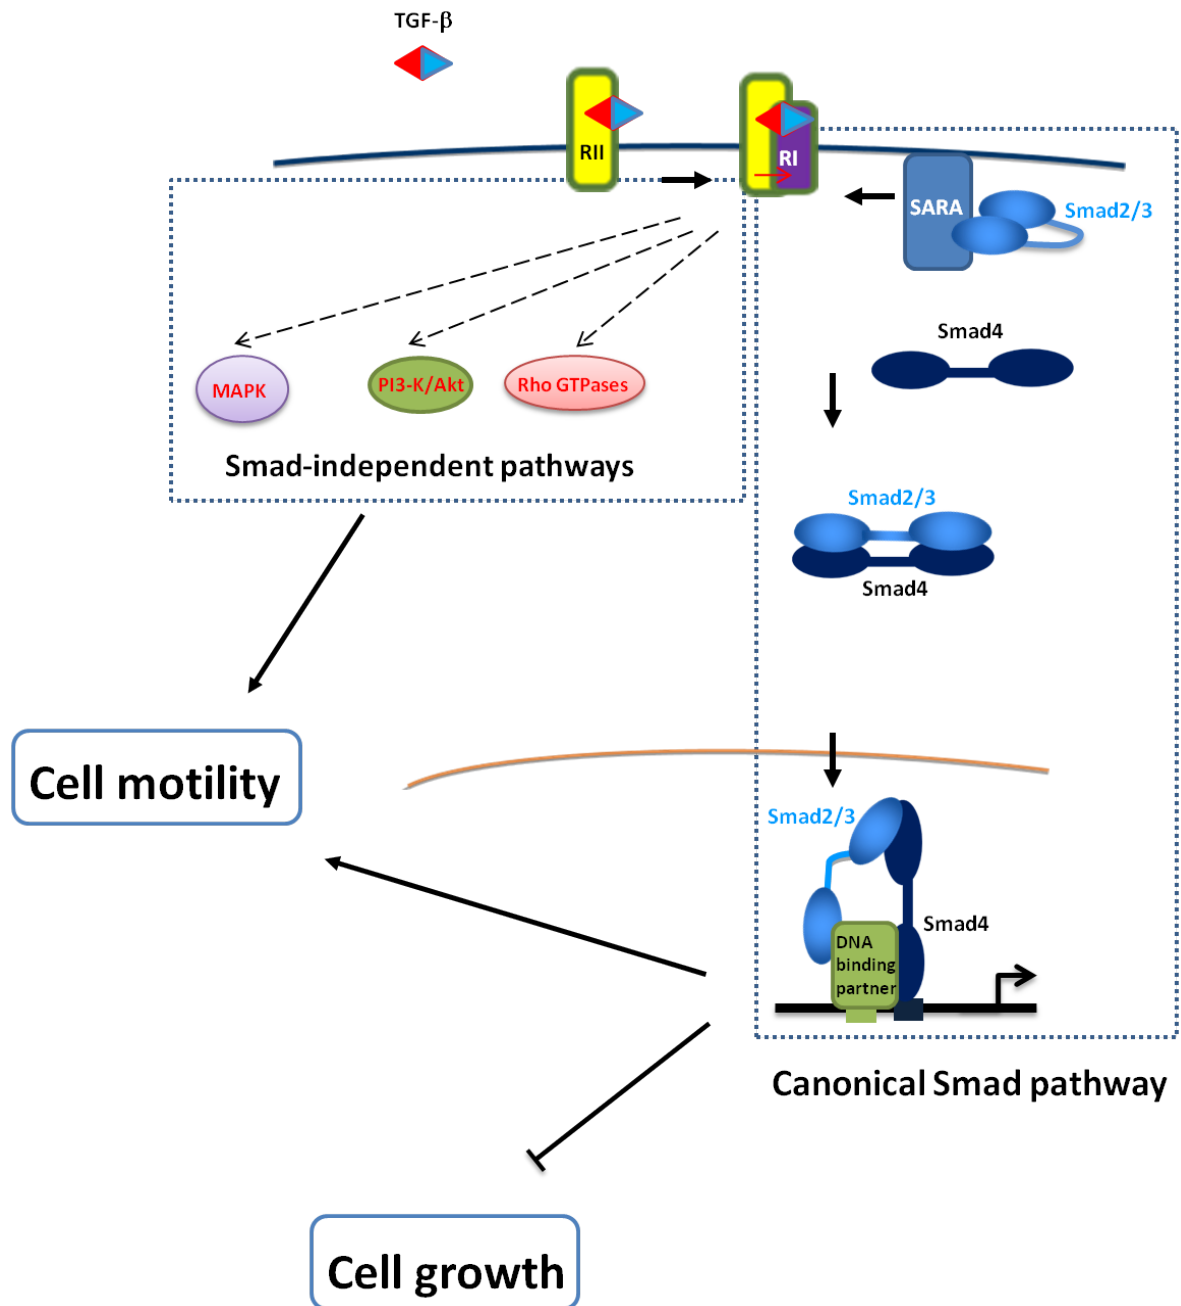 TGF-β
RII
RI
SARA
Smad2/3
Smad4
MAPK
PI3-K/Akt
Rho GTPases
Smad-independent pathways
Smad2/3
Smad4
Cell motility
Smad2/3
Smad4
DNA
binding
partner
Canonical Smad pathway
Cell growth